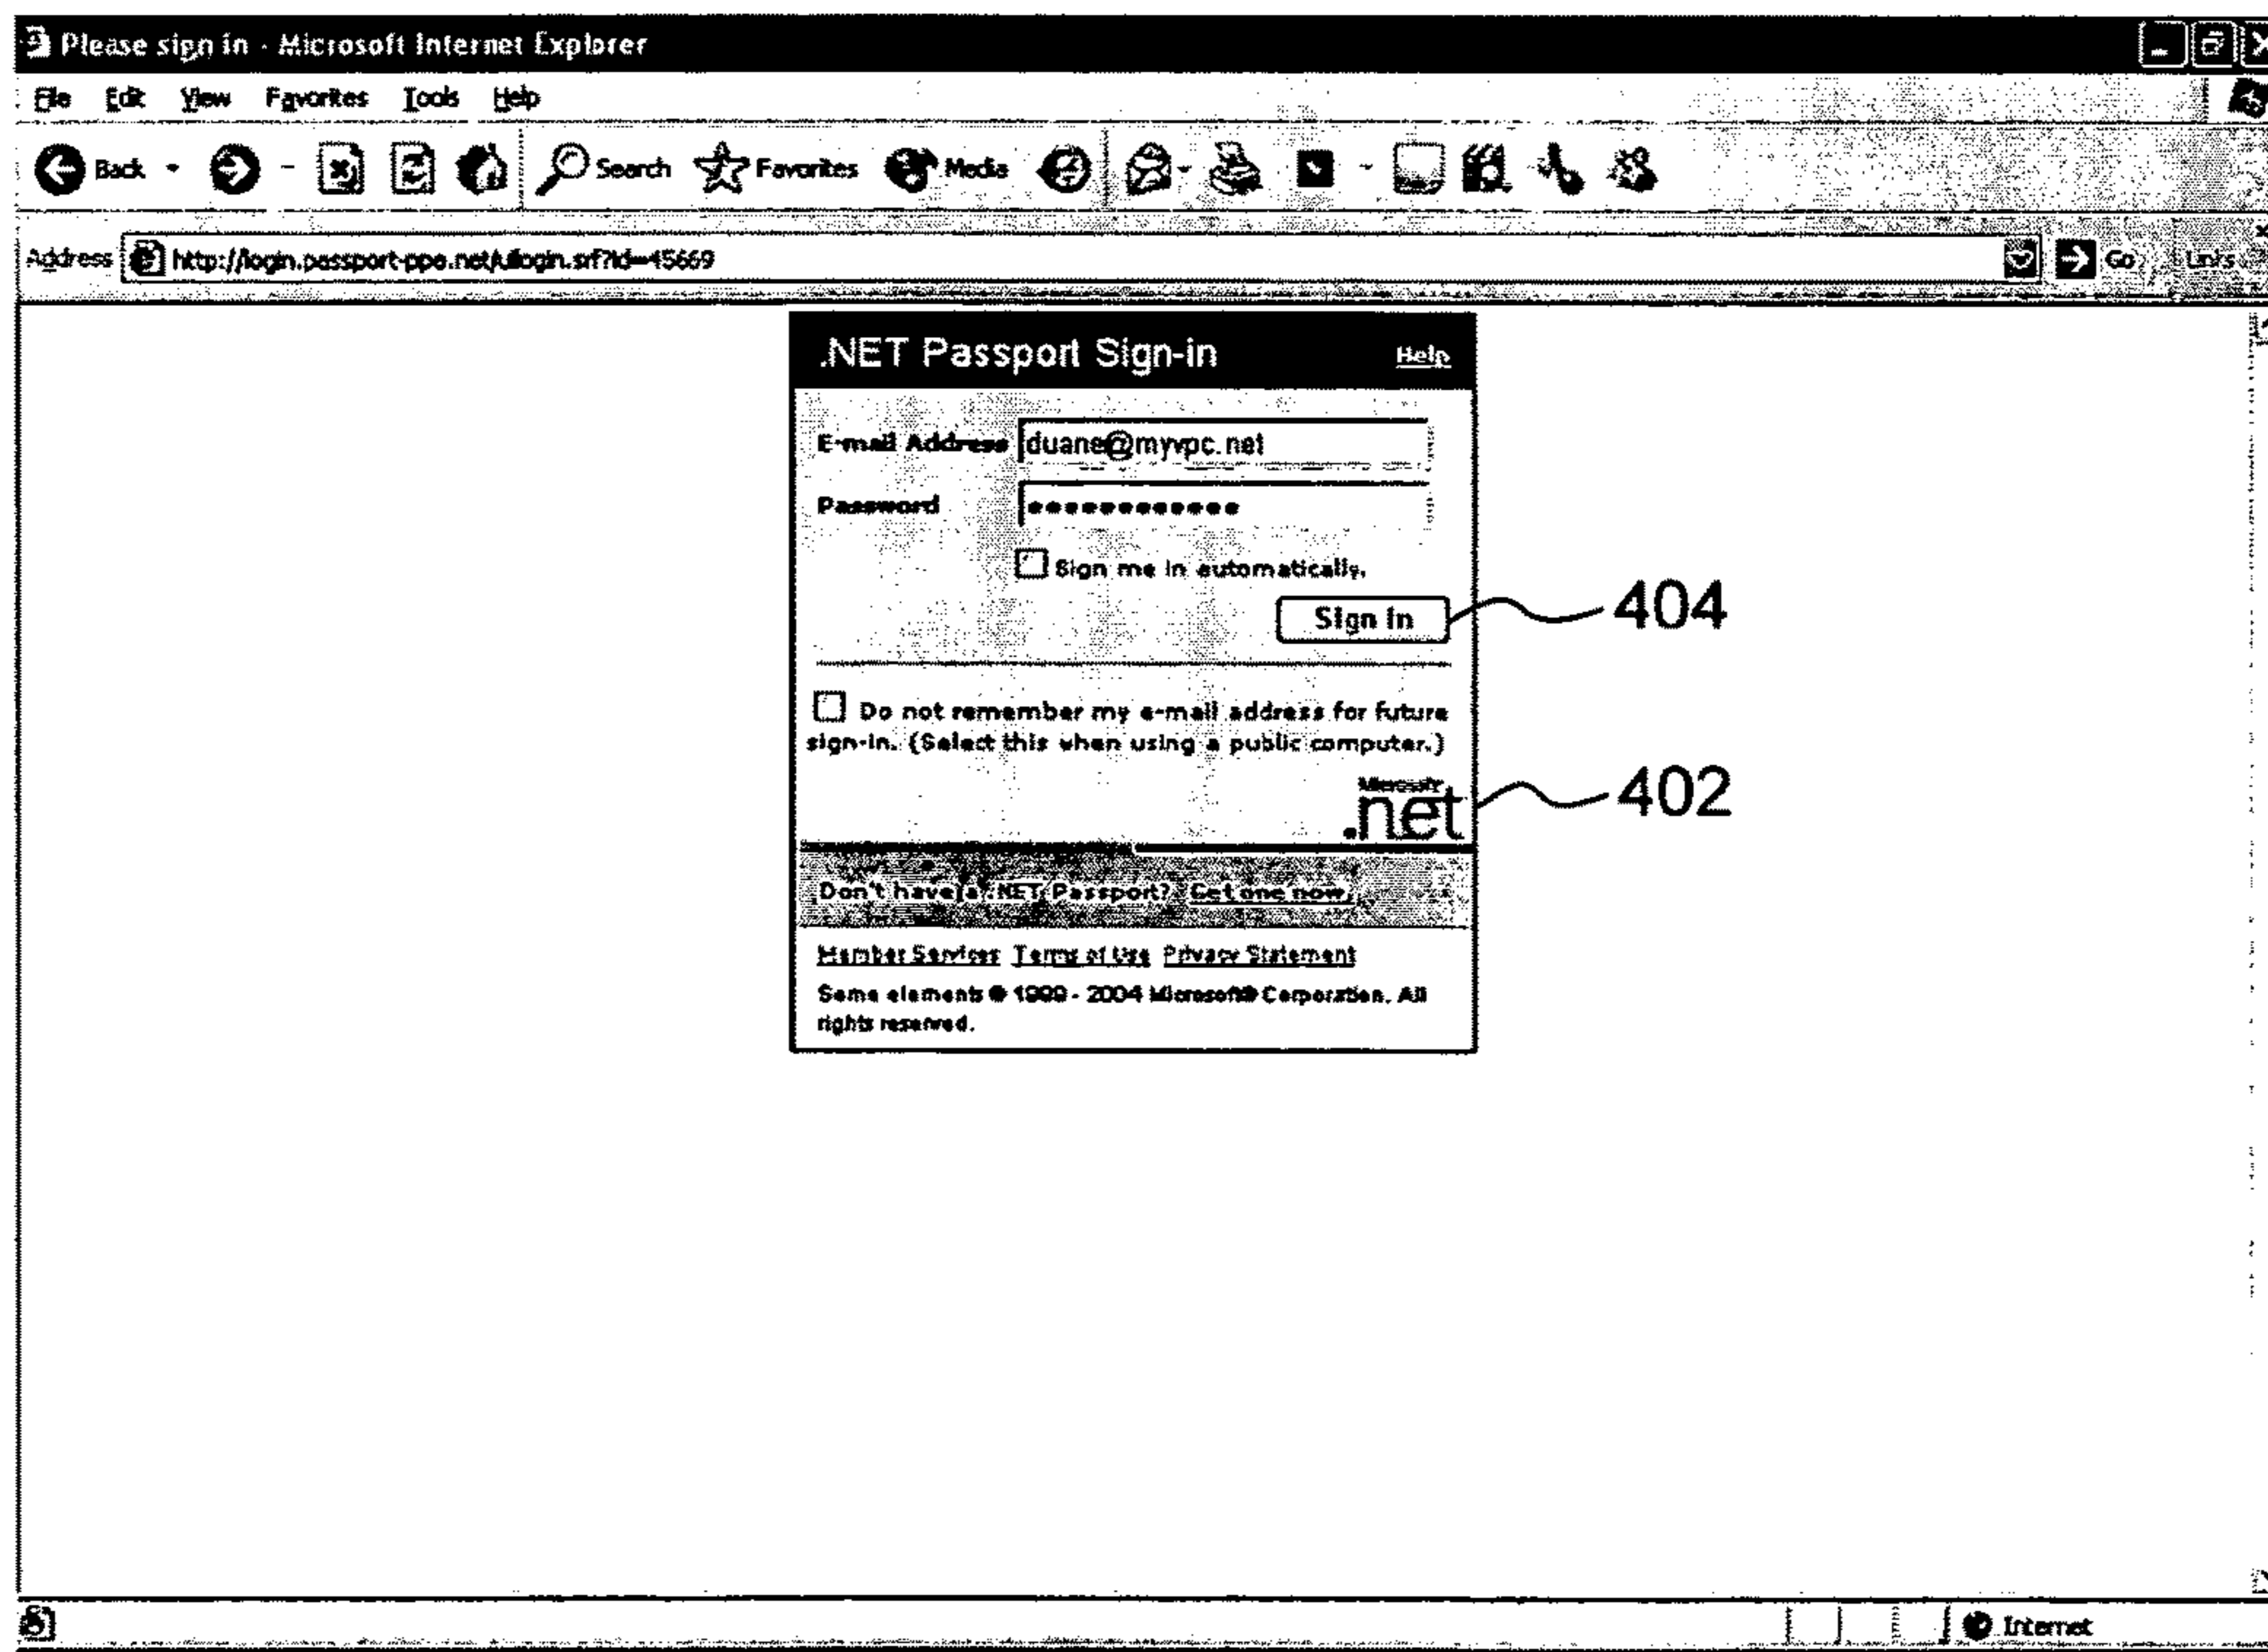 Please sign in - Microsoft Internet Explorer
File Edit View Favorites Tools Help
Back Search Favorites Media
Address http://login.passport-ppe.net/uilogin.srf?id=45669 Go Links
.NET Passport Sign-in Help
E-mail Address duane@myvpc.net
Password ••••••••••••
Sign me in automatically.
Sign In 404
Do not remember my e-mail address for future
sign-in. (Select this when using a public computer.)
Microsoft
.net 402
Don't have a .NET Passport? Get one now.
Member Services Terms of Use Privacy Statement
Some elements © 1999 - 2004 Microsoft® Corporation. All
rights reserved.
Internet